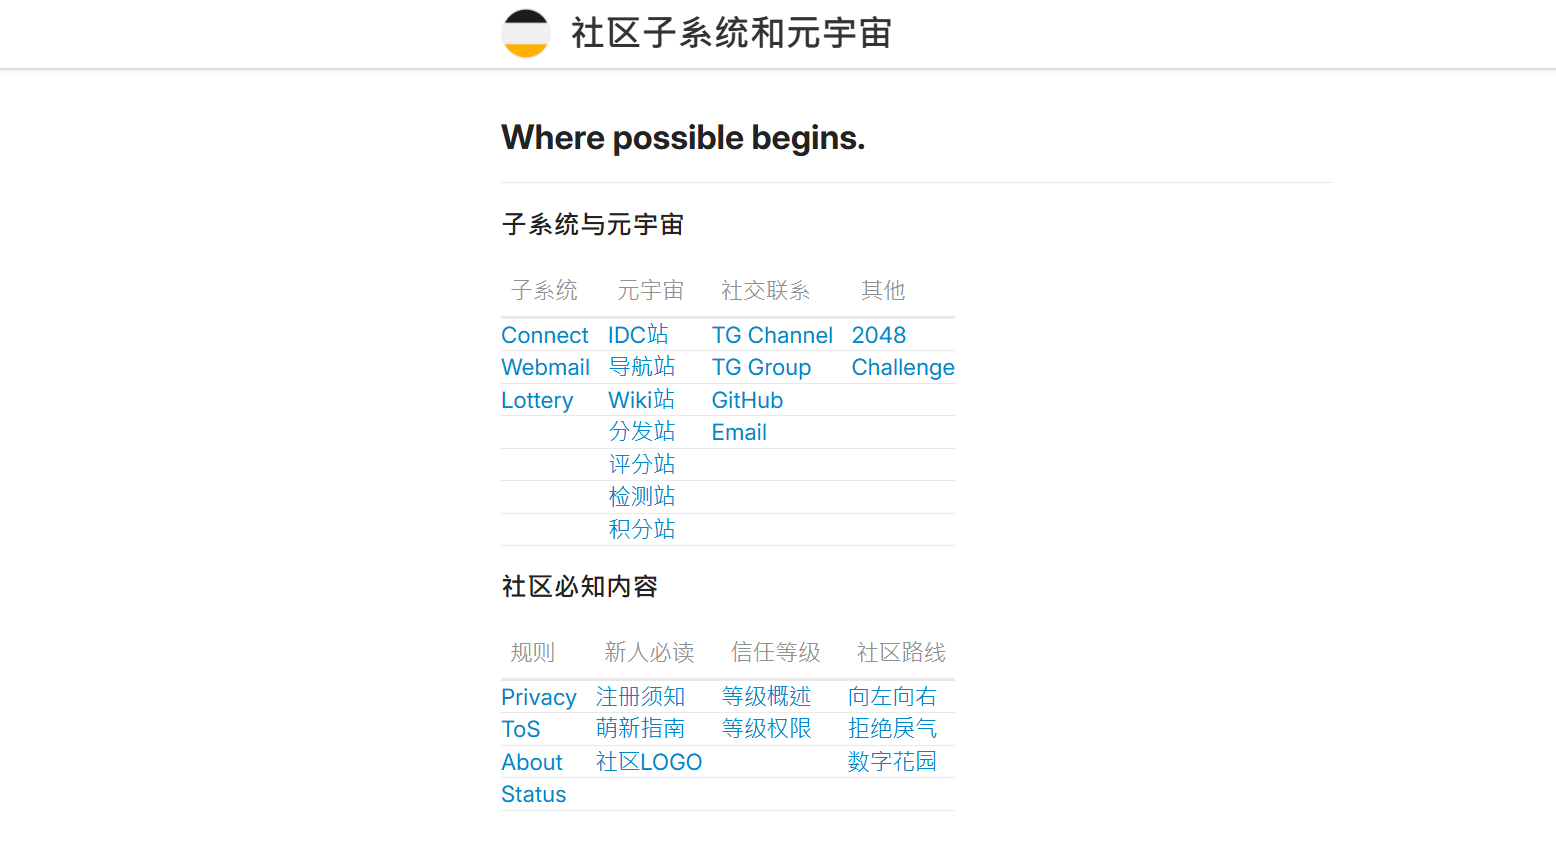 社区子系统和元宇宙
Where possible begins.
子系统与元宇宙
子系统 元宇宙 社交联系 其他
Connect IDC站 TG Channel 2048
Webmail 导航站 TG Group Challenge
Lottery Wiki站 GitHub
分发站 Email
评分站
检测站
积分站
社区必知内容
规则 新人必读 信任等级 社区路线
Privacy 注册须知 等级概述 向左向右
ToS 萌新指南 等级权限 拒绝戾气
About 社区LOGO 数字花园
Status